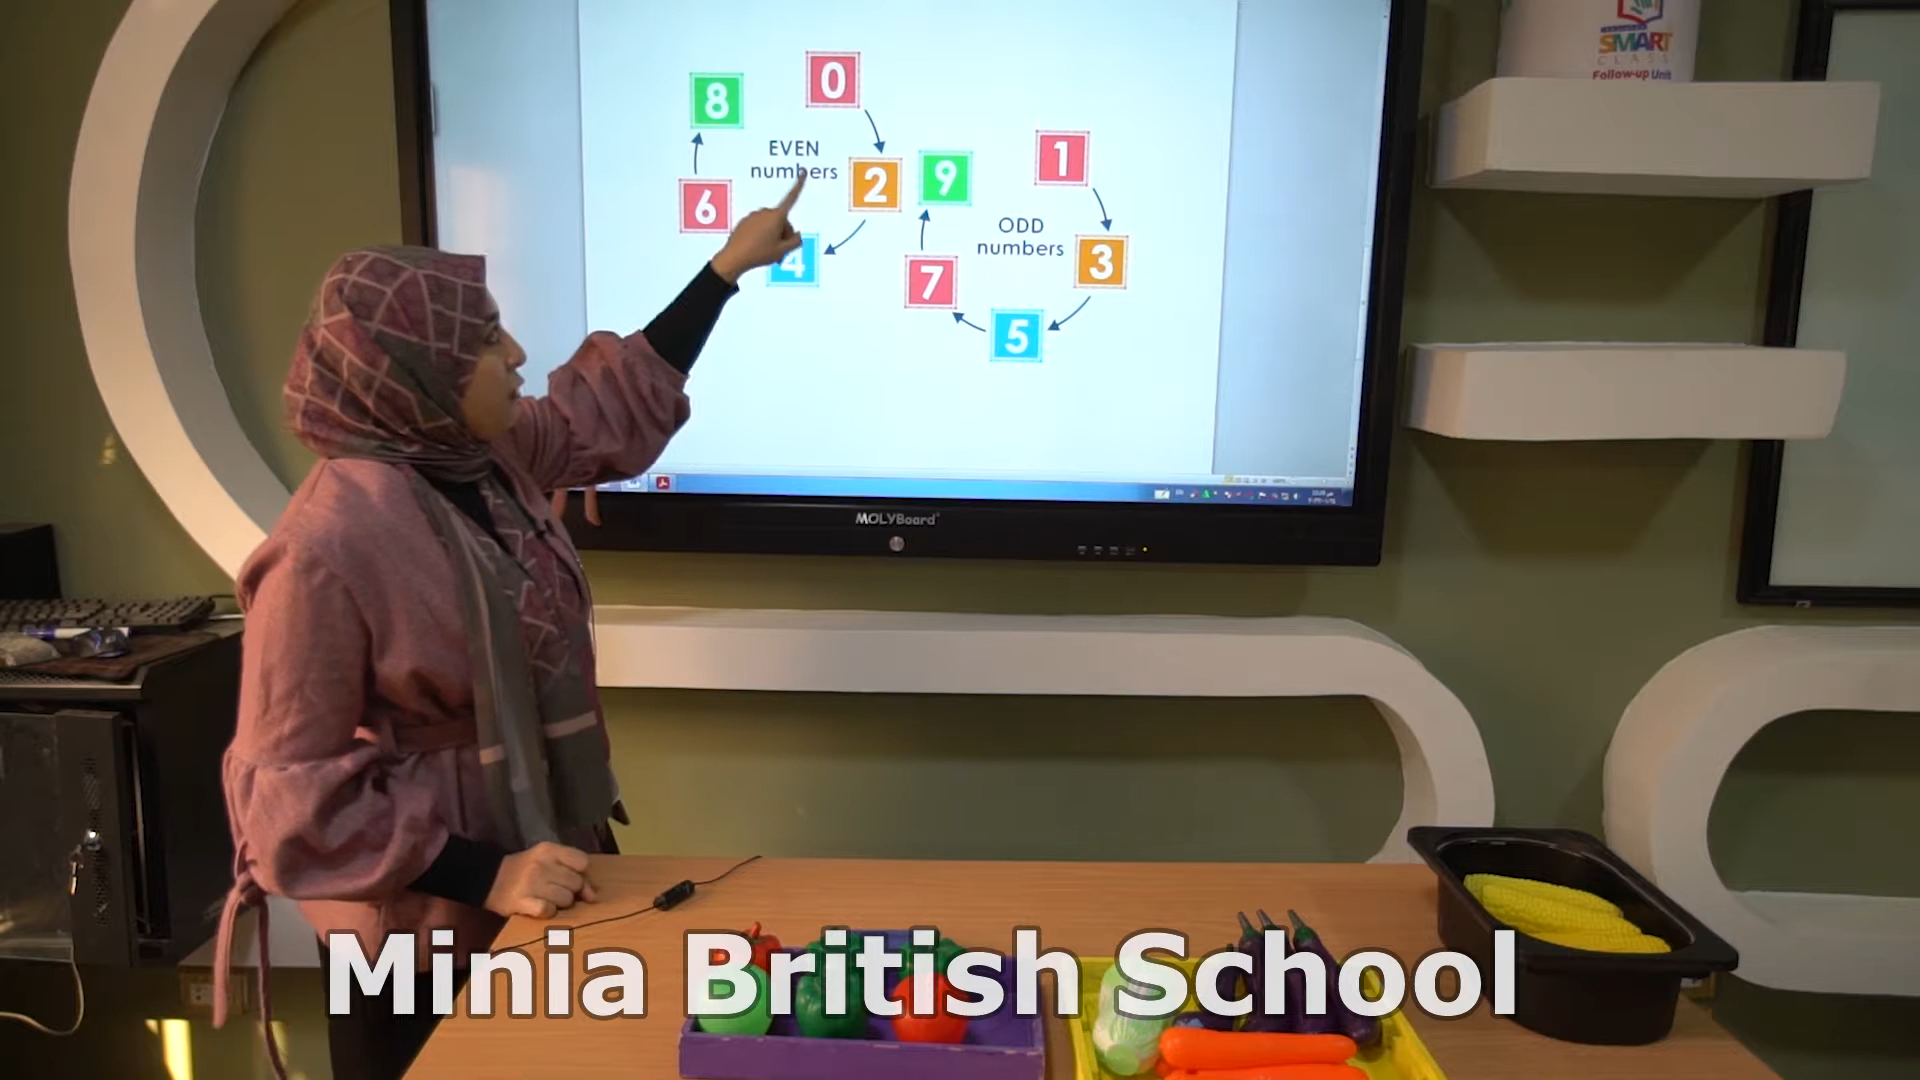 SMART
CLASS
Follow-up Unit
0
8
EVEN
numbers
2
6
4
1
9
ODD
numbers
3
7
5
MOLYBoard
Minia British School